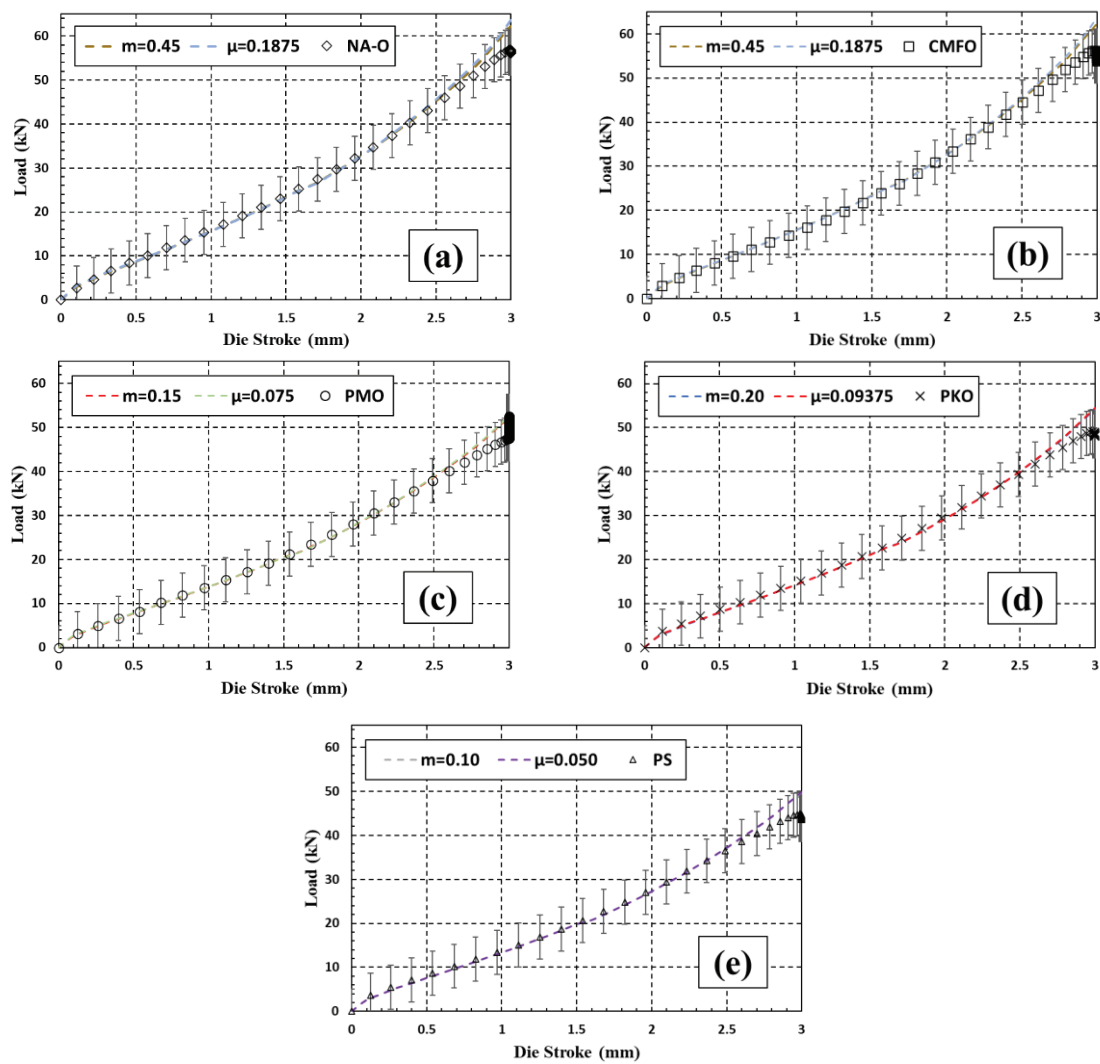 m=0.45 μ=0.1875 NA-O
60
50
40
30
20
10
0
Load (kN)
0 0.5 1 1.5 2 2.5 3
Die Stroke (mm)
(a)
m=0.45 μ=0.1875 CMFO
60
50
40
30
20
10
0
Load (kN)
0 0.5 1 1.5 2 2.5 3
Die Stroke (mm)
(b)
m=0.15 μ=0.075 PMO
60
50
40
30
20
10
0
Load (kN)
0 0.5 1 1.5 2 2.5 3
Die Stroke (mm)
(c)
m=0.20 μ=0.09375 PKO
60
50
40
30
20
10
0
Load (kN)
0 0.5 1 1.5 2 2.5 3
Die Stroke (mm)
(d)
m=0.10 μ=0.050 PS
60
50
40
30
20
10
0
Load (kN)
0 0.5 1 1.5 2 2.5 3
Die Stroke (mm)
(e)